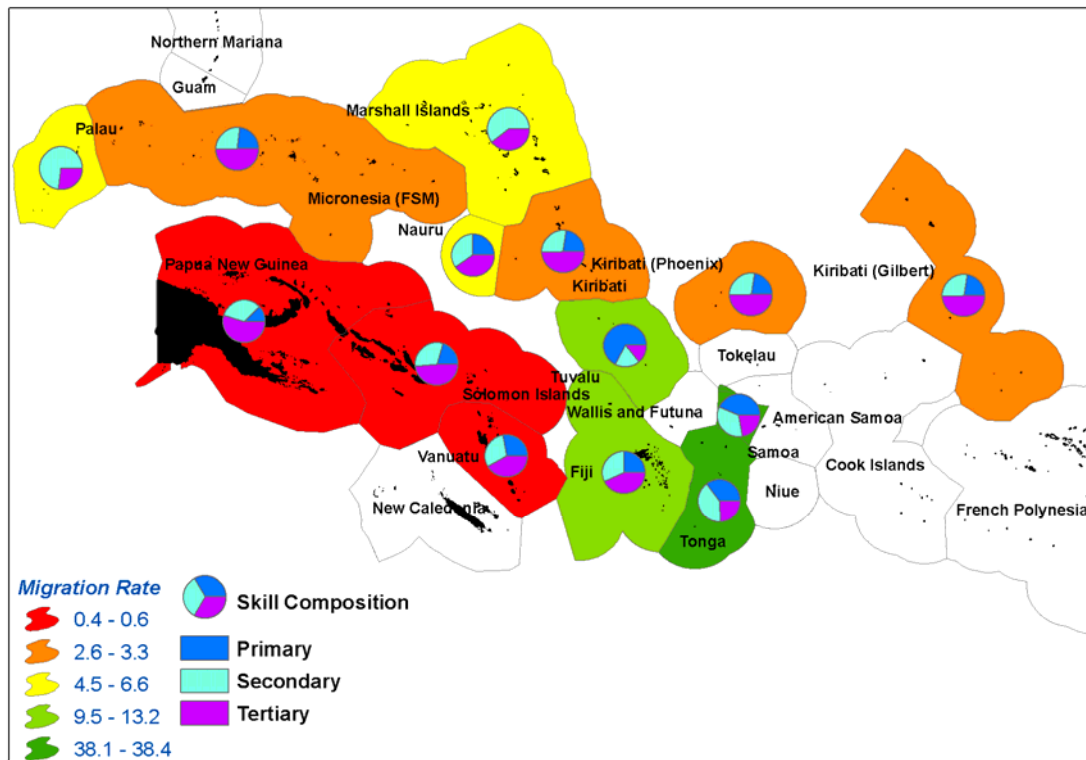 Northern Mariana
Guam
Palau
Marshall Islands
Micronesia (FSM)
Nauru
Kiribati (Phoenix)
Kiribati
Kiribati (Gilbert)
Papua New Guinea
Tokelau
Tuvalu
Solomon Islands
Wallis and Futuna
American Samoa
Vanuatu
Fiji
Samoa
Cook Islands
Niue
New Caledonia
French Polynesia
Tonga
Migration Rate
0.4 - 0.6
2.6 - 3.3
4.5 - 6.6
9.5 - 13.2
38.1 - 38.4
Skill Composition
Primary
Secondary
Tertiary